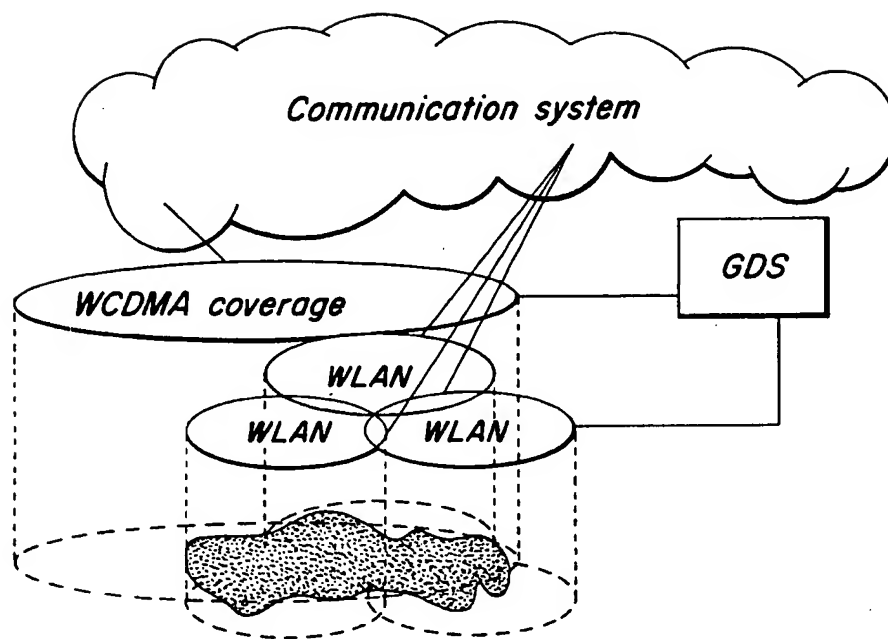 Communication system
GDS
WCDMA coverage
WLAN
WLAN
WLAN